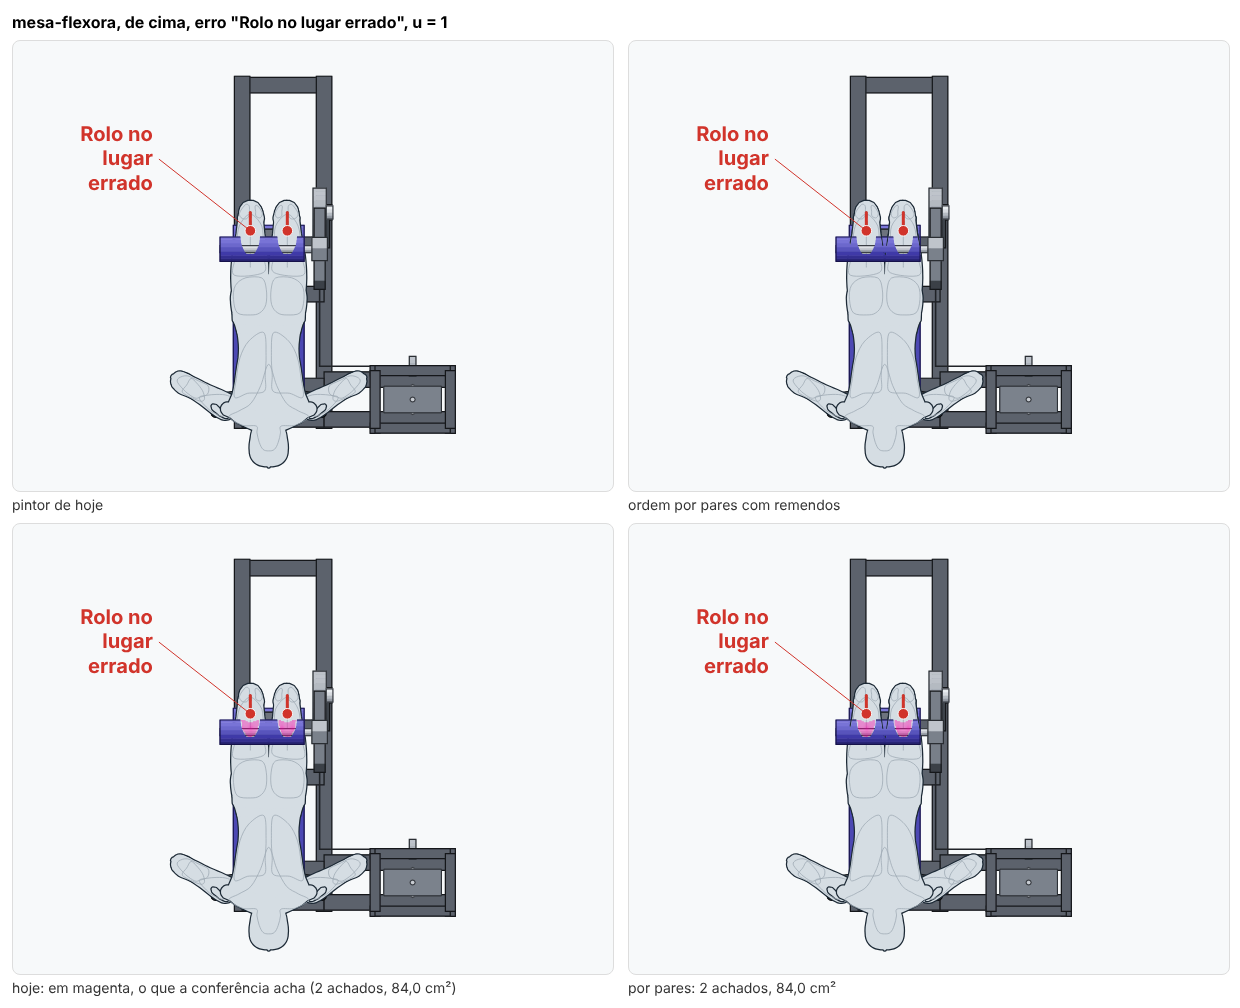 mesa-flexora, de cima, erro "Rolo no lugar errado", u = 1
Rolo no
lugar
errado
Rolo no
lugar
errado
pintor de hoje
ordem por pares com remendos
Rolo no
lugar
errado
Rolo no
lugar
errado
hoje: em magenta, o que a conferência acha (2 achados, 84,0 cm²)
por pares: 2 achados, 84,0 cm²